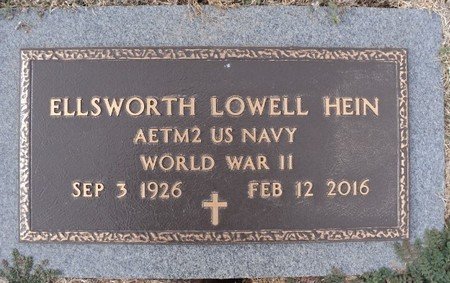 ELLSWORTH LOWELL HEIN
AETM2 US NAVY
WORLD WAR II
SEP 3 1926 FEB 12 2016